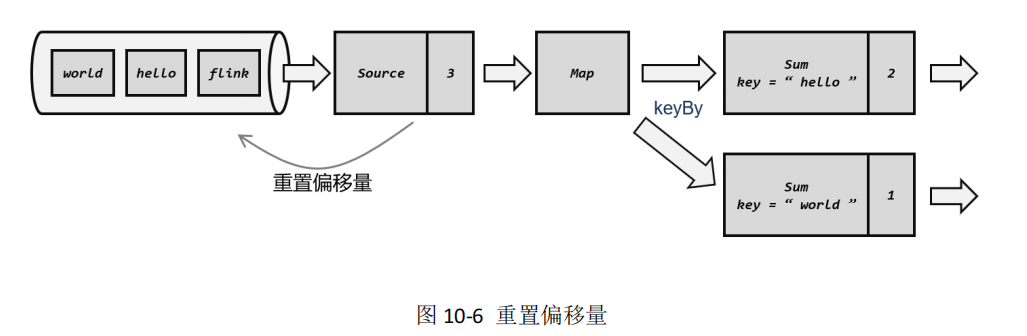 world hello flink
Source 3
Map
Sum
key = “ hello ” 2
keyBy
重置偏移量
Sum
key = “ world ” 1
图 10-6 重置偏移量